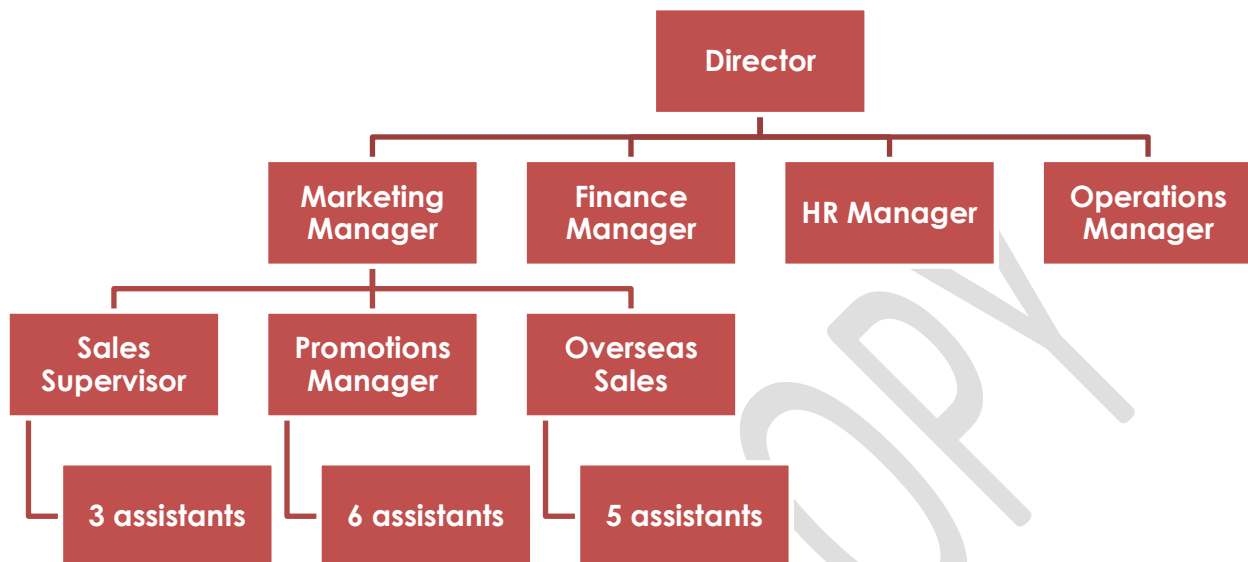 Director
Marketing
Manager
Finance
Manager
HR Manager
Operations
Manager
Sales
Supervisor
Promotions
Manager
Overseas
Sales
3 assistants
6 assistants
5 assistants
OPY